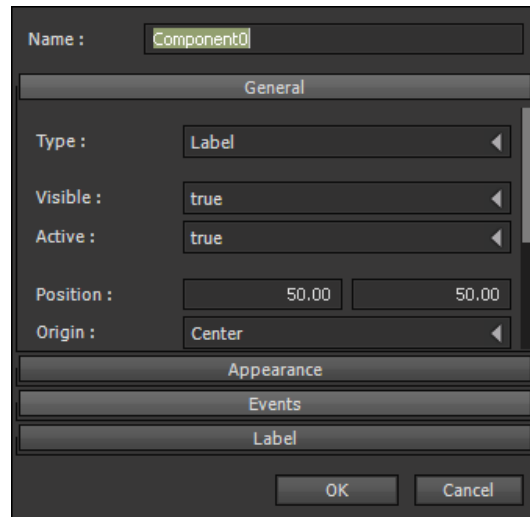 Name : Component0
General
Type : Label
Visible : true
Active : true
Position : 50.00 50.00
Origin : Center
Appearance
Events
Label
OK Cancel